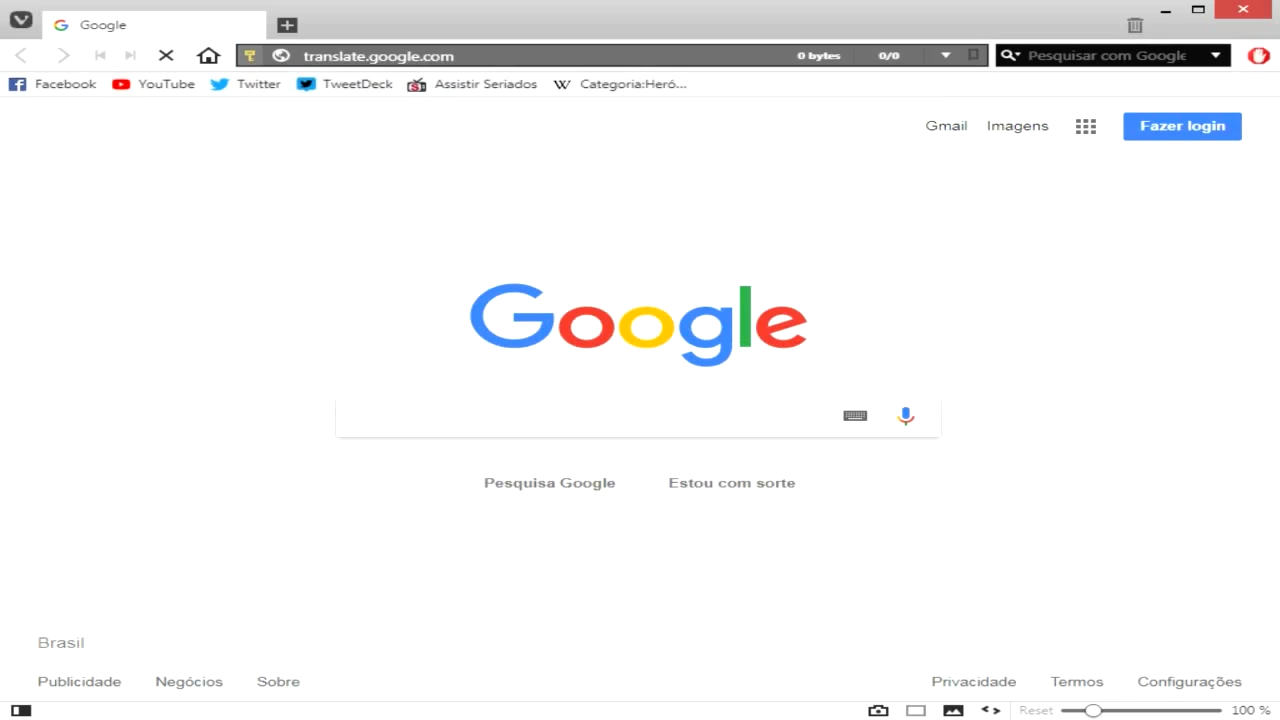 Google
translate.google.com 0 bytes 0/0 Pesquisar com Google
Facebook YouTube Twitter TweetDeck Assistir Seriados W Categoria:Heró...
Gmail Imagens Fazer login
Google
Pesquisa Google Estou com sorte
Brasil
Publicidade Negócios Sobre Privacidade Termos Configurações
Reset 100 %